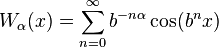 W_α(x) = ∑_{n=0}^{∞} b^{-nα} cos(b^n x)